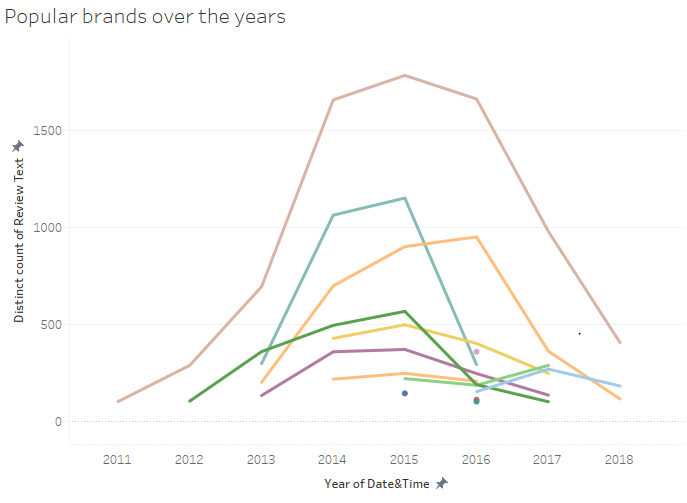 Popular brands over the years
Distinct count of Review Text
1500
1000
500
0
2011 2012 2013 2014 2015 2016 2017 2018
Year of Date&Time